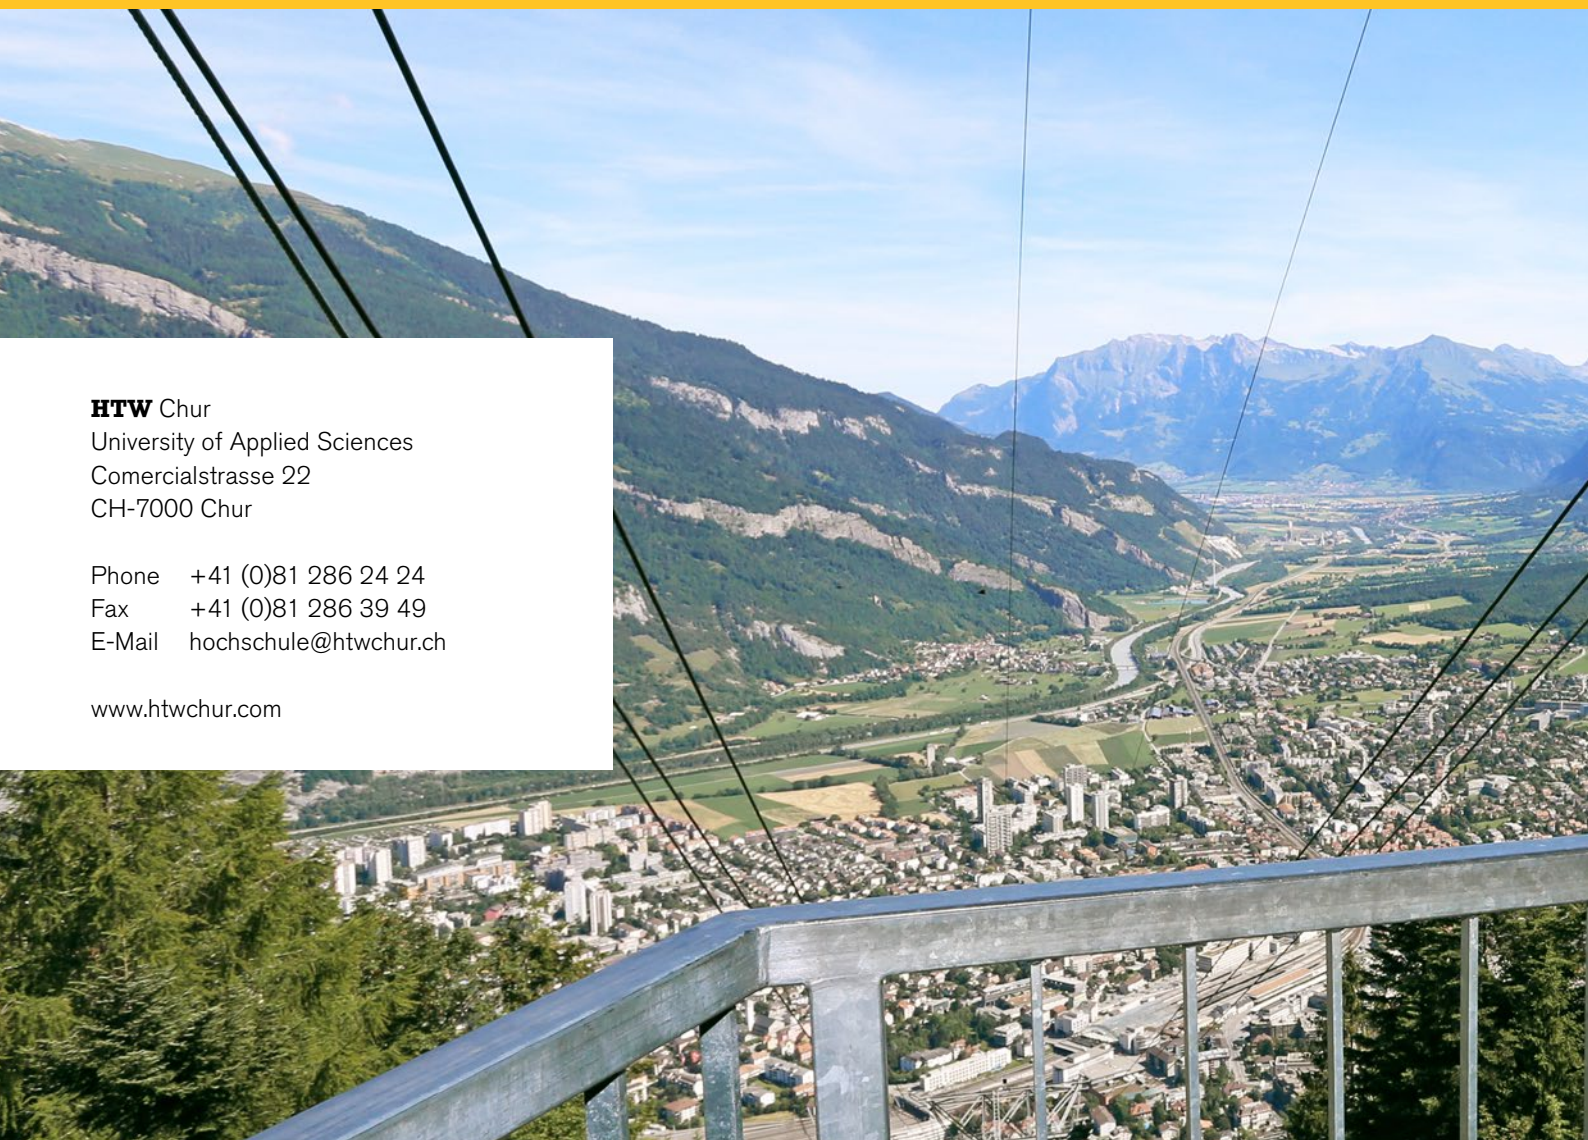 HTW Chur
University of Applied Sciences
Comercialstrasse 22
CH-7000 Chur
Phone +41 (0)81 286 24 24
Fax +41 (0)81 286 39 49
E-Mail hochschule@htwchur.ch
www.htwchur.com